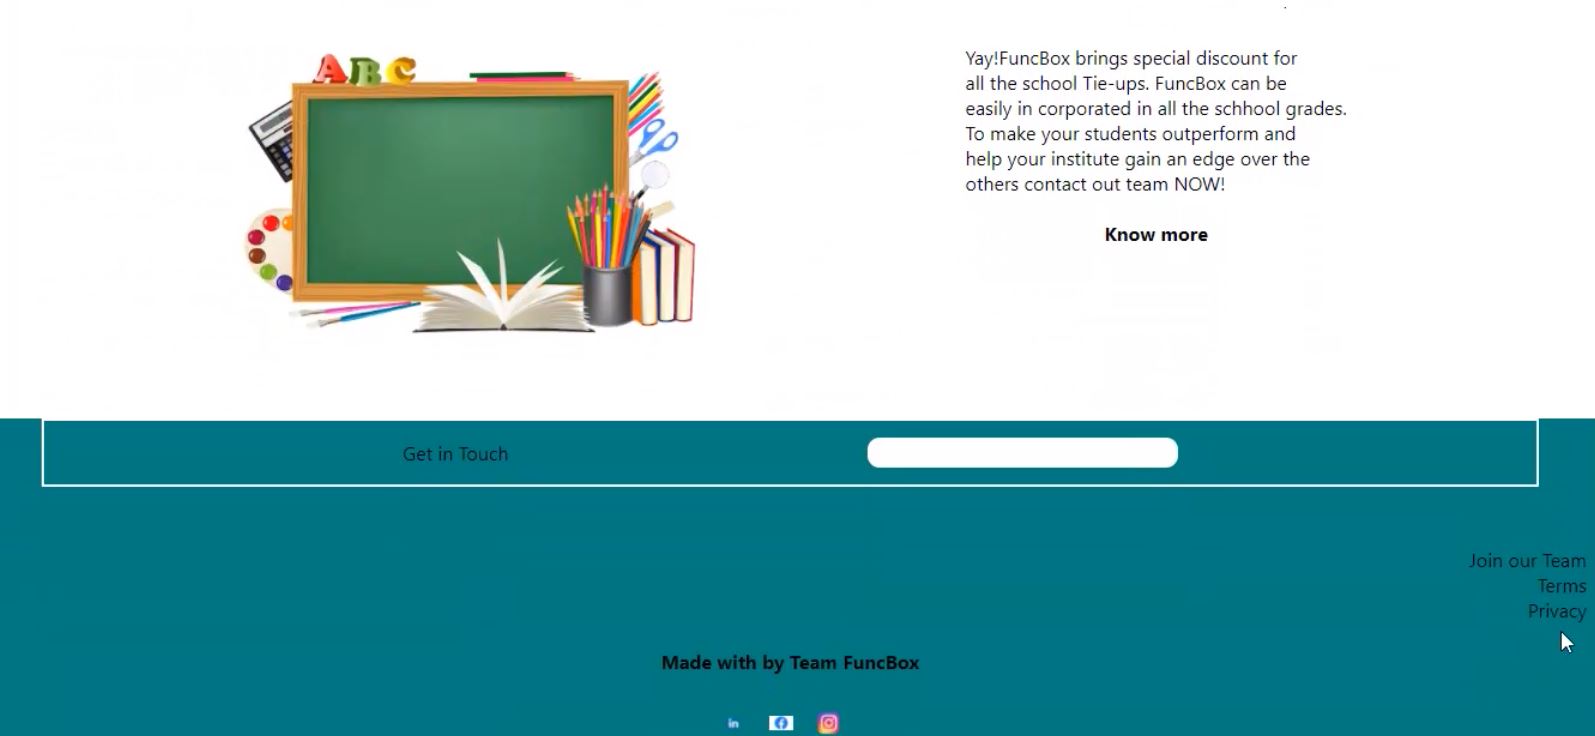 ABC
Yay!FuncBox brings special discount for
all the school Tie-ups. FuncBox can be
easily in corporated in all the schhool grades.
To make your students outperform and
help your institute gain an edge over the
others contact out team NOW!
Know more
Get in Touch
Join our Team
Terms
Privacy
Made with by Team FuncBox
in
f